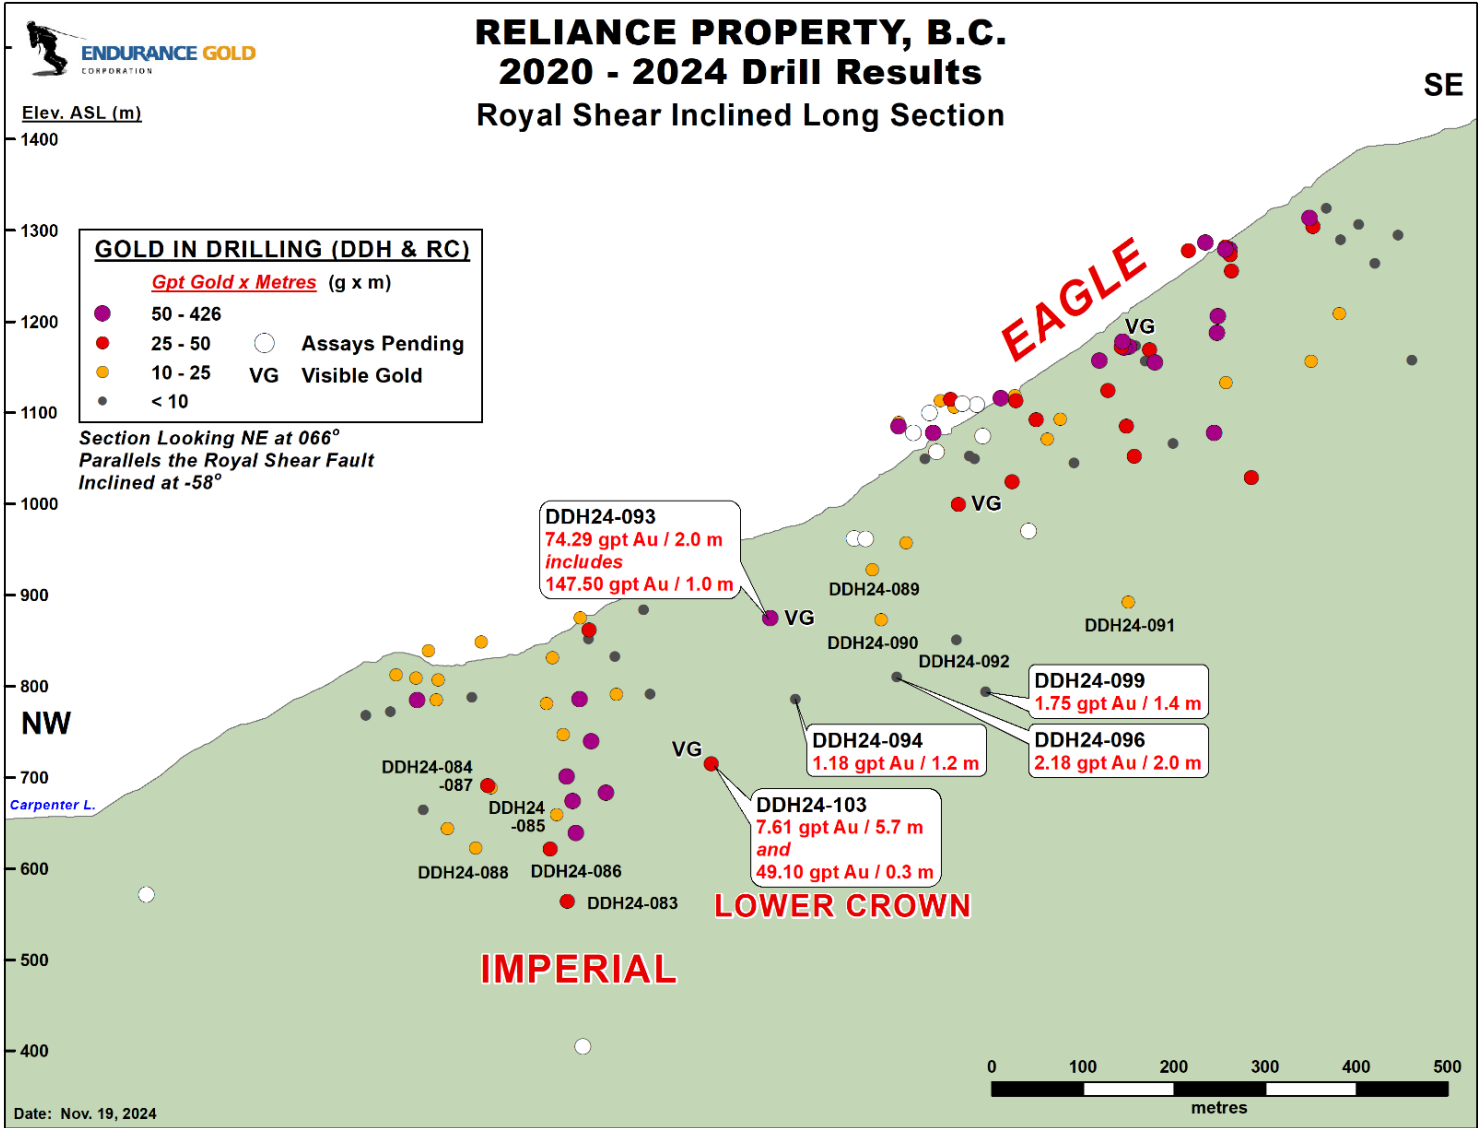 ENDURANCE GOLD
CORPORATION
RELIANCE PROPERTY, B.C.
2020 - 2024 Drill Results
Royal Shear Inclined Long Section
SE
Elev. ASL (m)
1400
1300
1200
1100
1000
900
800
700
600
500
400
GOLD IN DRILLING (DDH & RC)
Gpt Gold x Metres (g x m)
50 - 426
25 - 50
Assays Pending
10 - 25
VG Visible Gold
< 10
Section Looking NE at 066°
Parallels the Royal Shear Fault
Inclined at -58°
EAGLE
VG
VG
DDH24-093
74.29 gpt Au / 2.0 m
includes
147.50 gpt Au / 1.0 m
VG
DDH24-089
DDH24-090
DDH24-091
DDH24-092
DDH24-099
1.75 gpt Au / 1.4 m
DDH24-096
2.18 gpt Au / 2.0 m
DDH24-094
1.18 gpt Au / 1.2 m
NW
VG
DDH24-103
7.61 gpt Au / 5.7 m
and
49.10 gpt Au / 0.3 m
DDH24-084
-087
DDH24
-085
Carpenter L.
DDH24-088
DDH24-086
DDH24-083
LOWER CROWN
IMPERIAL
0 100 200 300 400 500
metres
Date: Nov. 19, 2024